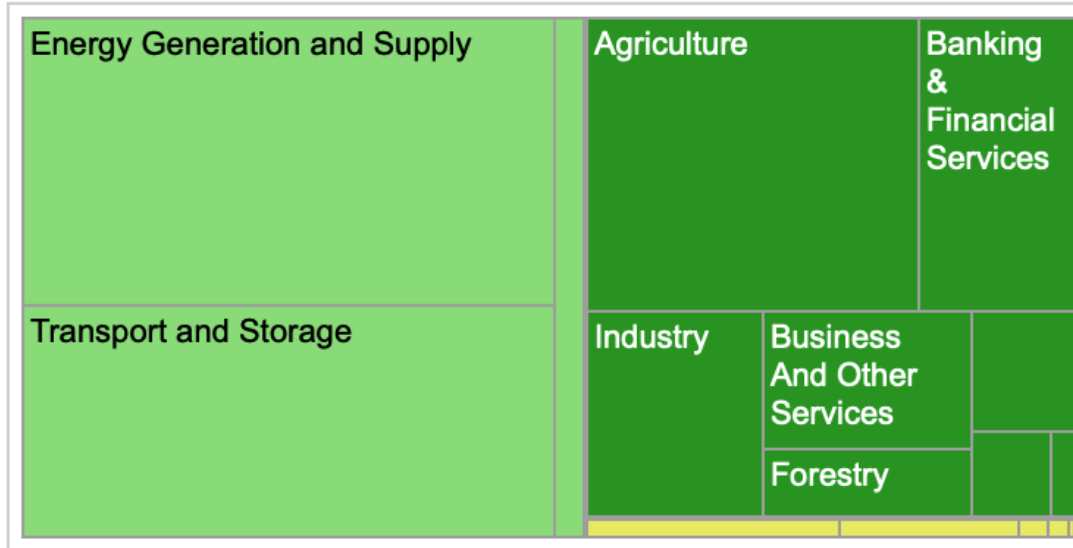 Energy Generation and Supply
Transport and Storage
Agriculture
Banking
&
Financial
Services
Industry
Business
And Other
Services
Forestry